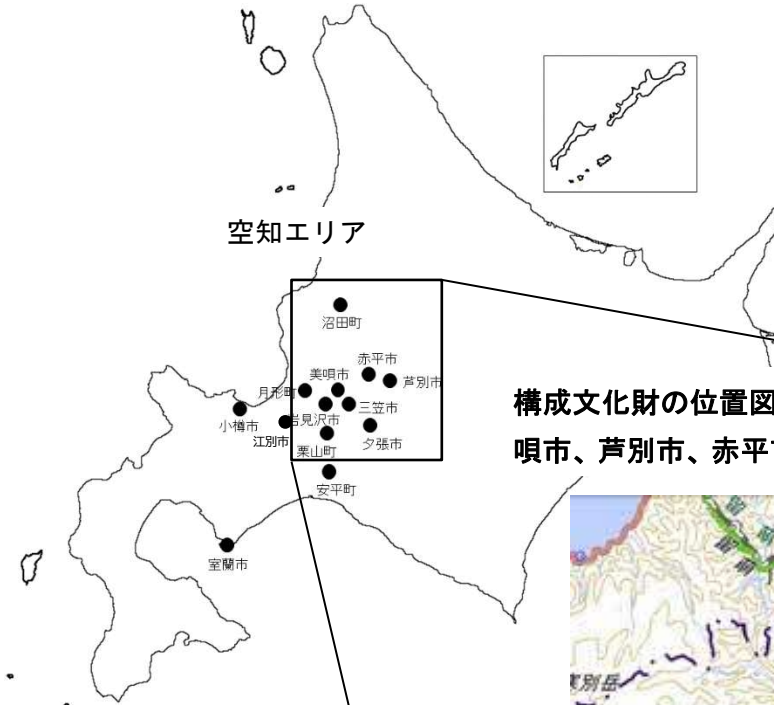 空知エリア
沼田町
赤平市
芦別市
美唄市
月形町
三笠市
岩見沢市
小樽市
江別市
夕張市
栗山町
安平町
室蘭市
構成文化財の位置図
唄市、芦別市、赤平